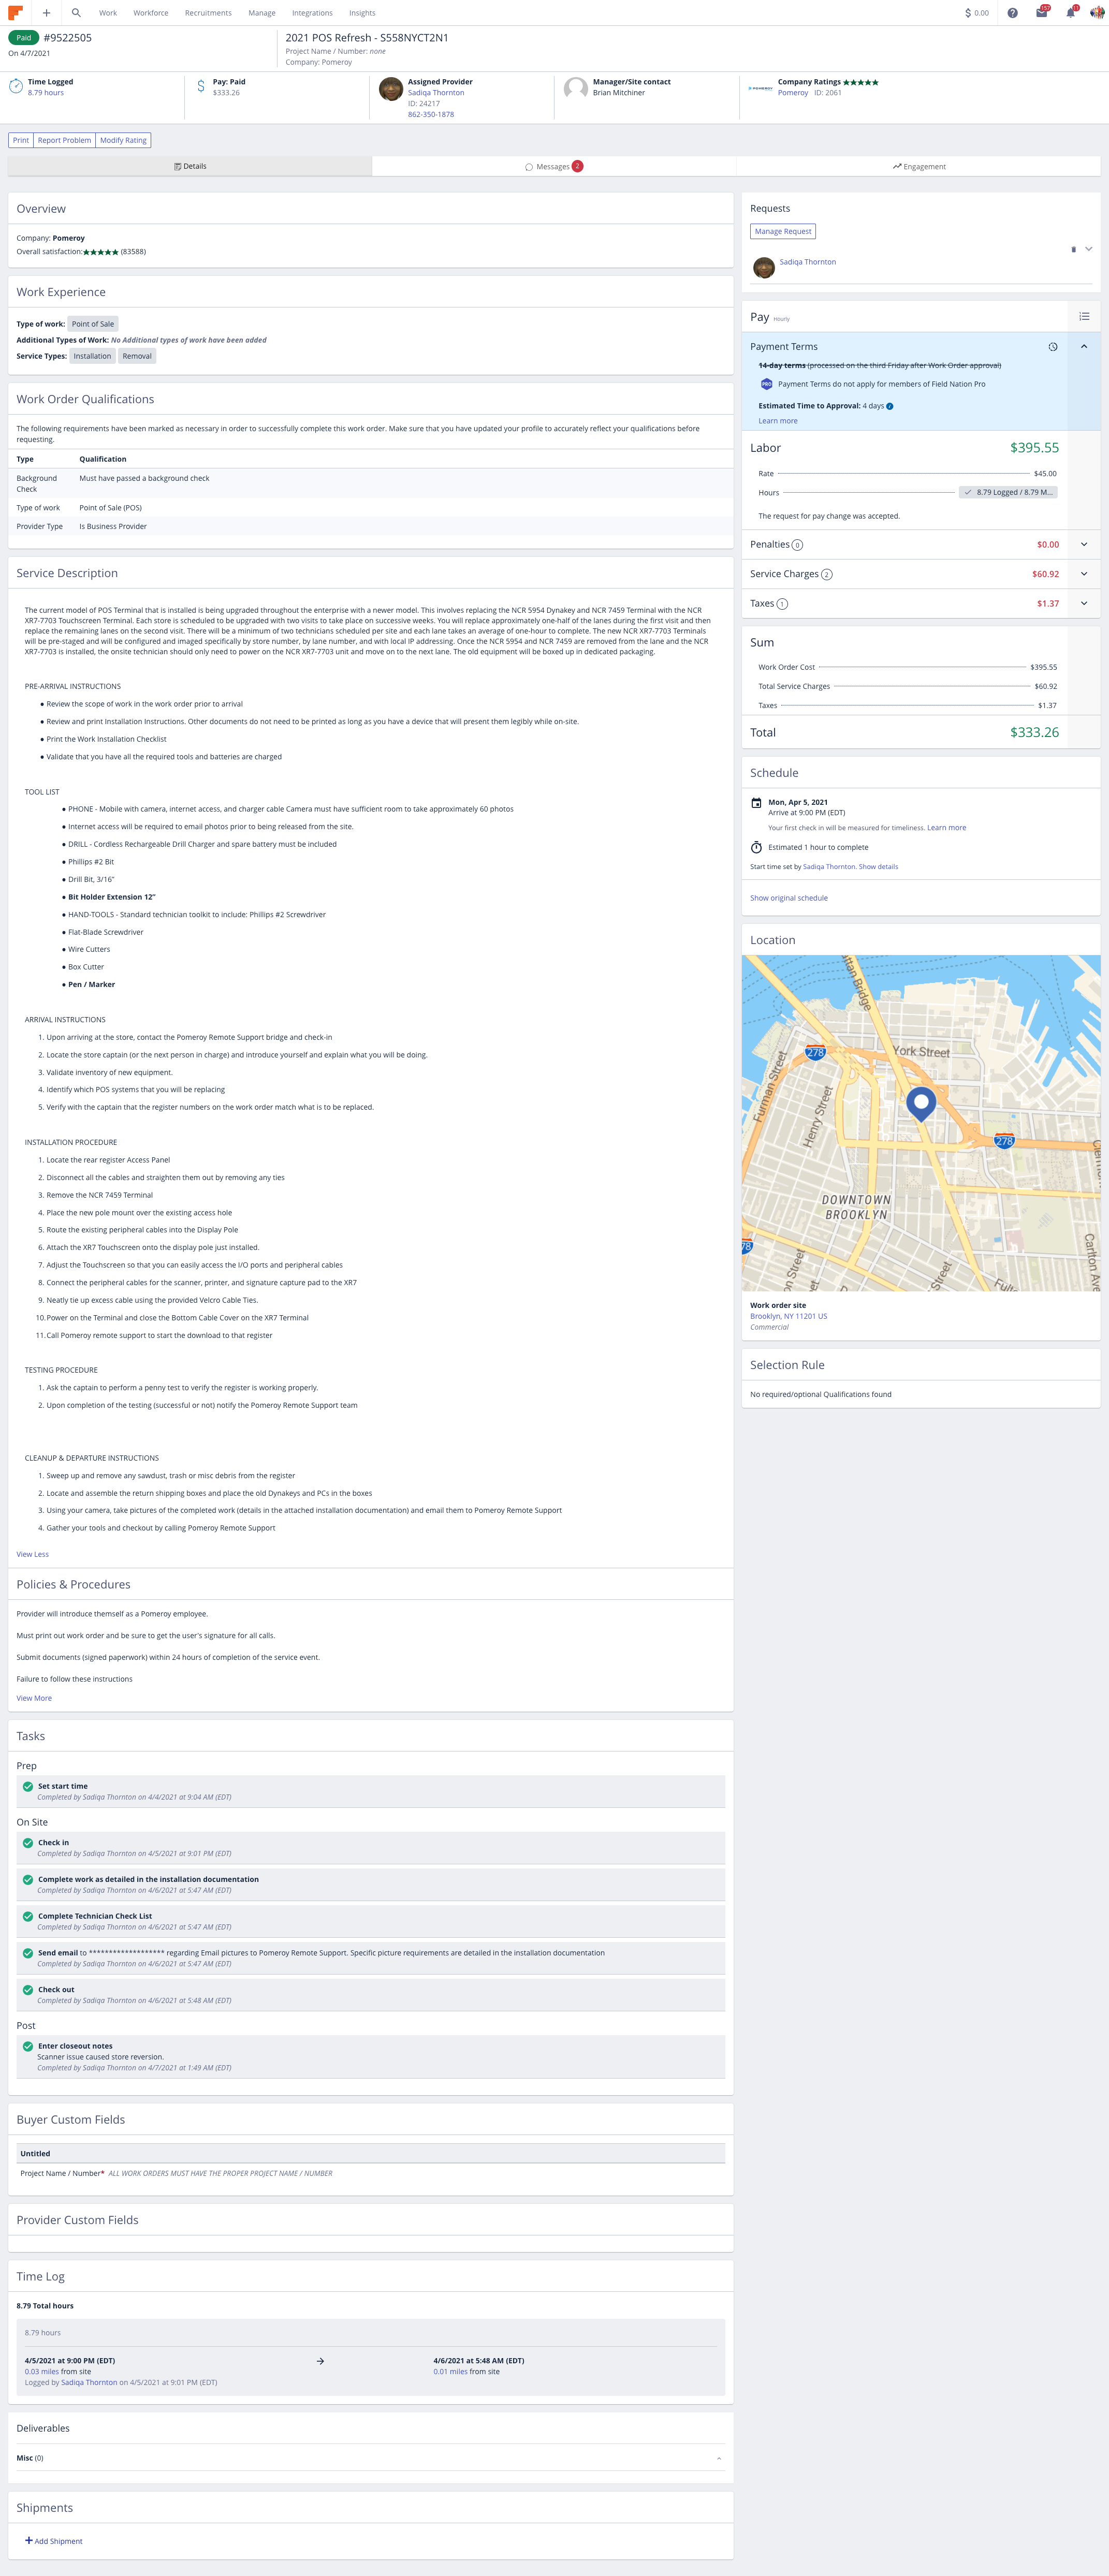 Work Workforce Recruitments Manage Integrations Insights 0.00 157 11
Paid #9522505
On 4/7/2021
2021 POS Refresh - S558NYCT2N1
Project Name / Number: none
Company: Pomeroy
Time Logged
8.79 hours
Pay: Paid
$333.26
Assigned Provider
Sadiqa Thornton
ID: 24217
862-350-1878
Manager/Site contact
Brian Mitchiner
POMEROY
Company Ratings ★★★★★
Pomeroy ID: 2061
Print Report Problem Modify Rating
Details Messages 2 Engagement
Overview
Company: Pomeroy
Overall satisfaction:★★★★★ (83588)
Work Experience
Type of work: Point of Sale
Additional Types of Work: No Additional types of work have been added
Service Types: Installation Removal
Work Order Qualifications
The following requirements have been marked as necessary in order to successfully complete this work order. Make sure that you have updated your profile to accurately reflect your qualifications before
requesting.
Type Qualification
Background
Check
Must have passed a background check
Type of work Point of Sale (POS)
Provider Type Is Business Provider
Service Description
The current model of POS Terminal that is installed is being upgraded throughout the enterprise with a newer model. This involves replacing the NCR 5954 Dynakey and NCR 7459 Terminal with the NCR
XR7-7703 Touchscreen Terminal. Each store is scheduled to be upgraded with two visits to take place on successive weeks. You will replace approximately one-half of the lanes during the first visit and then
replace the remaining lanes on the second visit. There will be a minimum of two technicians scheduled per site and each lane takes an average of one-hour to complete. The new NCR XR7-7703 Terminals
will be pre-staged and will be configured and imaged specifically by store number, by lane number, and with local IP addressing. Once the NCR 5954 and NCR 7459 are removed from the lane and the NCR
XR7-7703 is installed, the onsite technician should only need to power on the NCR XR7-7703 unit and move on to the next lane. The old equipment will be boxed up in dedicated packaging.
PRE-ARRIVAL INSTRUCTIONS
● Review the scope of work in the work order prior to arrival
● Review and print Installation Instructions. Other documents do not need to be printed as long as you have a device that will present them legibly while on-site.
● Print the Work Installation Checklist
● Validate that you have all the required tools and batteries are charged
TOOL LIST
● PHONE - Mobile with camera, internet access, and charger cable Camera must have sufficient room to take approximately 60 photos
● Internet access will be required to email photos prior to being released from the site.
● DRILL - Cordless Rechargeable Drill Charger and spare battery must be included
● Phillips #2 Bit
● Drill Bit, 3/16"
● Bit Holder Extension 12"
● HAND-TOOLS - Standard technician toolkit to include: Phillips #2 Screwdriver
● Flat-Blade Screwdriver
● Wire Cutters
● Box Cutter
● Pen / Marker
ARRIVAL INSTRUCTIONS
1. Upon arriving at the store, contact the Pomeroy Remote Support bridge and check-in
2. Locate the store captain (or the next person in charge) and introduce yourself and explain what you will be doing.
3. Validate inventory of new equipment.
4. Identify which POS systems that you will be replacing
5. Verify with the captain that the register numbers on the work order match what is to be replaced.
INSTALLATION PROCEDURE
1. Locate the rear register Access Panel
2. Disconnect all the cables and straighten them out by removing any ties
3. Remove the NCR 7459 Terminal
4. Place the new pole mount over the existing access hole
5. Route the existing peripheral cables into the Display Pole
6. Attach the XR7 Touchscreen onto the display pole just installed.
7. Adjust the Touchscreen so that you can easily access the I/O ports and peripheral cables
8. Connect the peripheral cables for the scanner, printer, and signature capture pad to the XR7
9. Neatly tie up excess cable using the provided Velcro Cable Ties.
10. Power on the Terminal and close the Bottom Cable Cover on the XR7 Terminal
11. Call Pomeroy remote support to start the download to that register
TESTING PROCEDURE
1. Ask the captain to perform a penny test to verify the register is working properly.
2. Upon completion of the testing (successful or not) notify the Pomeroy Remote Support team
CLEANUP & DEPARTURE INSTRUCTIONS
1. Sweep up and remove any sawdust, trash or misc debris from the register
2. Locate and assemble the return shipping boxes and place the old Dynakeys and PCs in the boxes
3. Using your camera, take pictures of the completed work (details in the attached installation documentation) and email them to Pomeroy Remote Support
4. Gather your tools and checkout by calling Pomeroy Remote Support
View Less
Policies & Procedures
Provider will introduce themself as a Pomeroy employee.
Must print out work order and be sure to get the user's signature for all calls.
Submit documents (signed paperwork) within 24 hours of completion of the service event.
Failure to follow these instructions
View More
Tasks
Prep
Set start time
Completed by Sadiqa Thornton on 4/4/2021 at 9:04 AM (EDT)
On Site
Check in
Completed by Sadiqa Thornton on 4/5/2021 at 9:01 PM (EDT)
Complete work as detailed in the installation documentation
Completed by Sadiqa Thornton on 4/6/2021 at 5:47 AM (EDT)
Complete Technician Check List
Completed by Sadiqa Thornton on 4/6/2021 at 5:47 AM (EDT)
Send email to ******************* regarding Email pictures to Pomeroy Remote Support. Specific picture requirements are detailed in the installation documentation
Completed by Sadiqa Thornton on 4/6/2021 at 5:47 AM (EDT)
Check out
Completed by Sadiqa Thornton on 4/6/2021 at 5:48 AM (EDT)
Post
Enter closeout notes
Scanner issue caused store reversion.
Completed by Sadiqa Thornton on 4/7/2021 at 1:49 AM (EDT)
Buyer Custom Fields
Untitled
Project Name / Number* ALL WORK ORDERS MUST HAVE THE PROPER PROJECT NAME / NUMBER
Provider Custom Fields
Time Log
8.79 Total hours
8.79 hours
4/5/2021 at 9:00 PM (EDT) → 4/6/2021 at 5:48 AM (EDT)
0.03 miles from site 0.01 miles from site
Logged by Sadiqa Thornton on 4/5/2021 at 9:01 PM (EDT)
Deliverables
Misc (0)
Shipments
+ Add Shipment
Requests
Manage Request
Sadiqa Thornton
Pay Hourly
Payment Terms
14-day terms (processed on the third Friday after Work Order approval)
PRO Payment Terms do not apply for members of Field Nation Pro
Estimated Time to Approval: 4 days
Learn more
Labor $395.55
Rate $45.00
Hours 8.79 Logged / 8.79 M...
The request for pay change was accepted.
Penalties 0 $0.00
Service Charges 2 $60.92
Taxes 1 $1.37
Sum
Work Order Cost $395.55
Total Service Charges $60.92
Taxes $1.37
Total $333.26
Schedule
Mon, Apr 5, 2021
Arrive at 9:00 PM (EDT)
Your first check in will be measured for timeliness. Learn more
Estimated 1 hour to complete
Start time set by Sadiqa Thornton. Show details
Show original schedule
Location
ttan Bridge
278
York Street
Furman Street
Henry Street
278
DOWNTOWN
BROOKLYN
78
on Street
Street
Fult
Carlton Av
Clerm
Work order site
Brooklyn, NY 11201 US
Commercial
Selection Rule
No required/optional Qualifications found